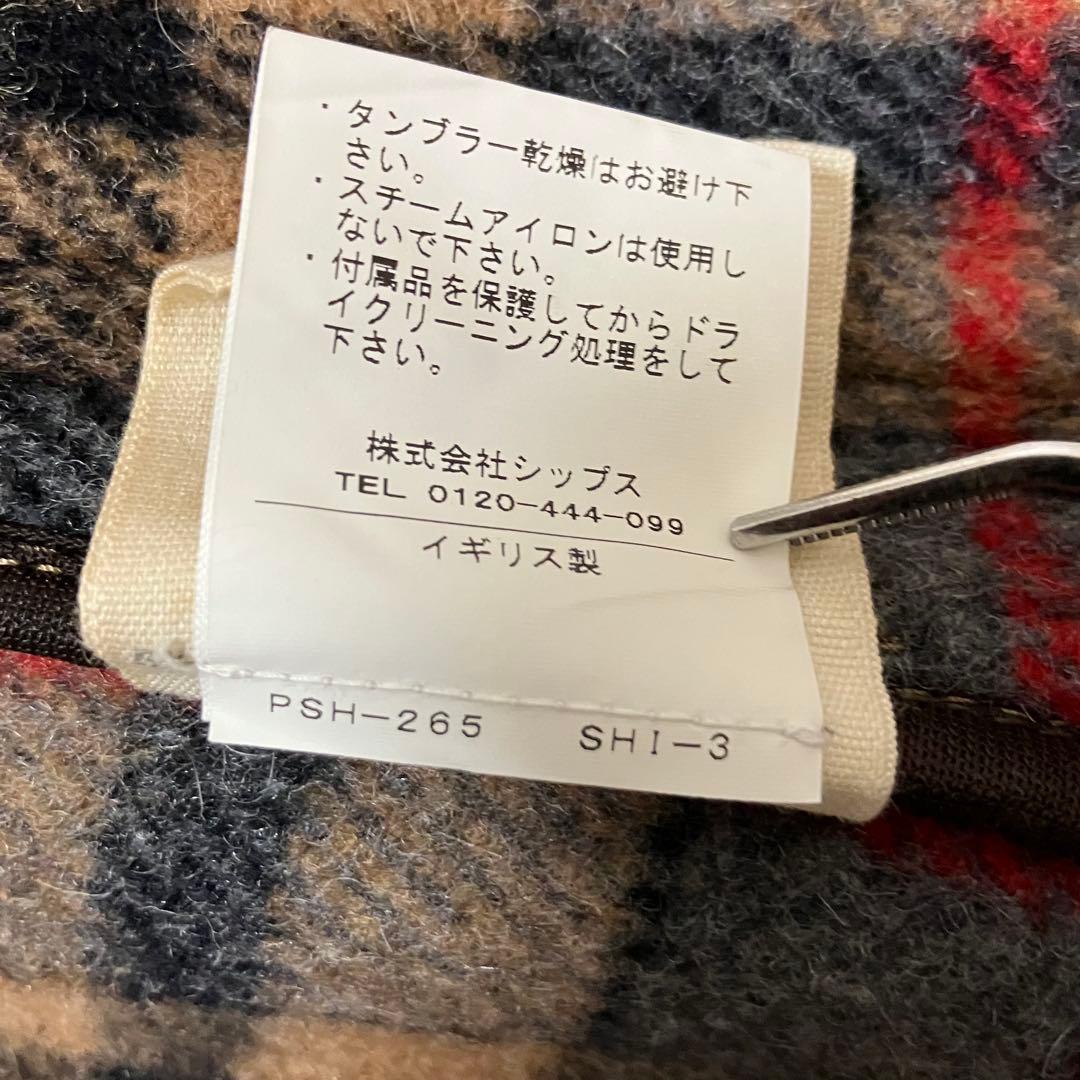 ・タンブラー乾燥はお避け下
さい。
・スチームアイロンは使用し
ないで下さい。
・付属品を保護してからドラ
イクリーニング処理をして
下さい。
株式会社シップス
TEL 0120-444-099
イギリス製
PSH-265 SHI-3